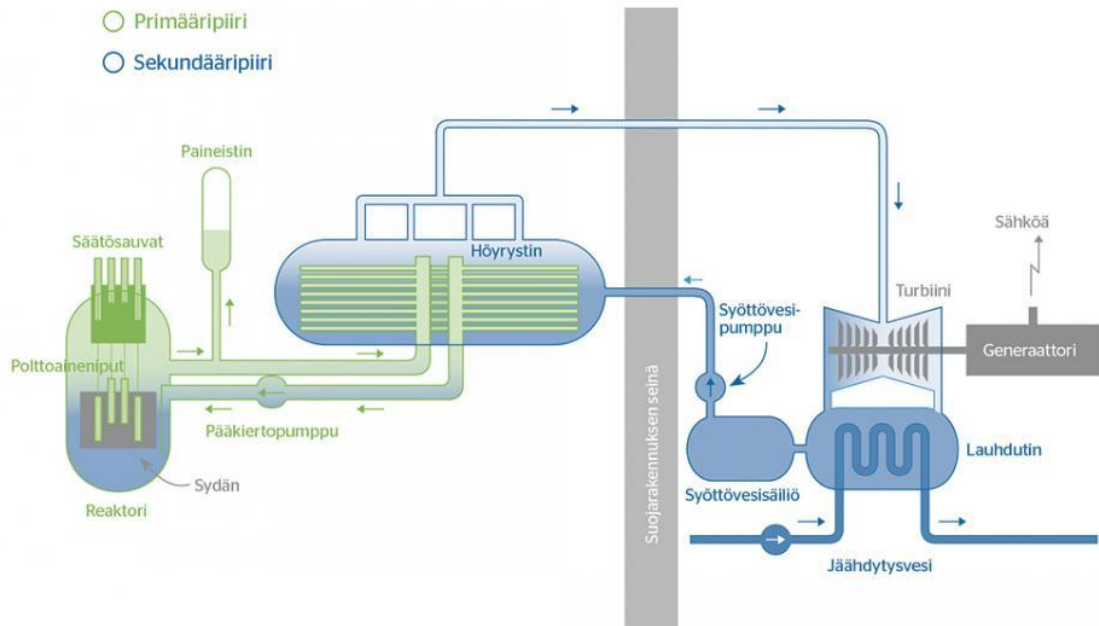 Primääripiiri
Sekundääripiiri
Paineistin
Säätösauvat
Höyrystin
Sähköä
Turbiini
Syöttövesi-
pumppu
Generaattori
Polttoaineniput
Pääkiertopumppu
Suojarakennuksen seinä
Lauhdutin
Sydän
Syöttövesisäiliö
Reaktori
Jäähdytysvesi